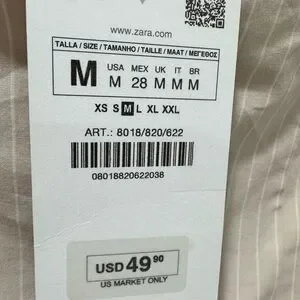 www.zara.com
TALLA / SIZE / TAMANHO / TAILLE / MAAT / ΜΕΓΕΘΟΣ
M
USA MEX UK IT BR
M 28 M M M
XS S M L XL XXL
ART.: 8018/820/622
08018820622038
USD 49 90
US MARKET ONLY